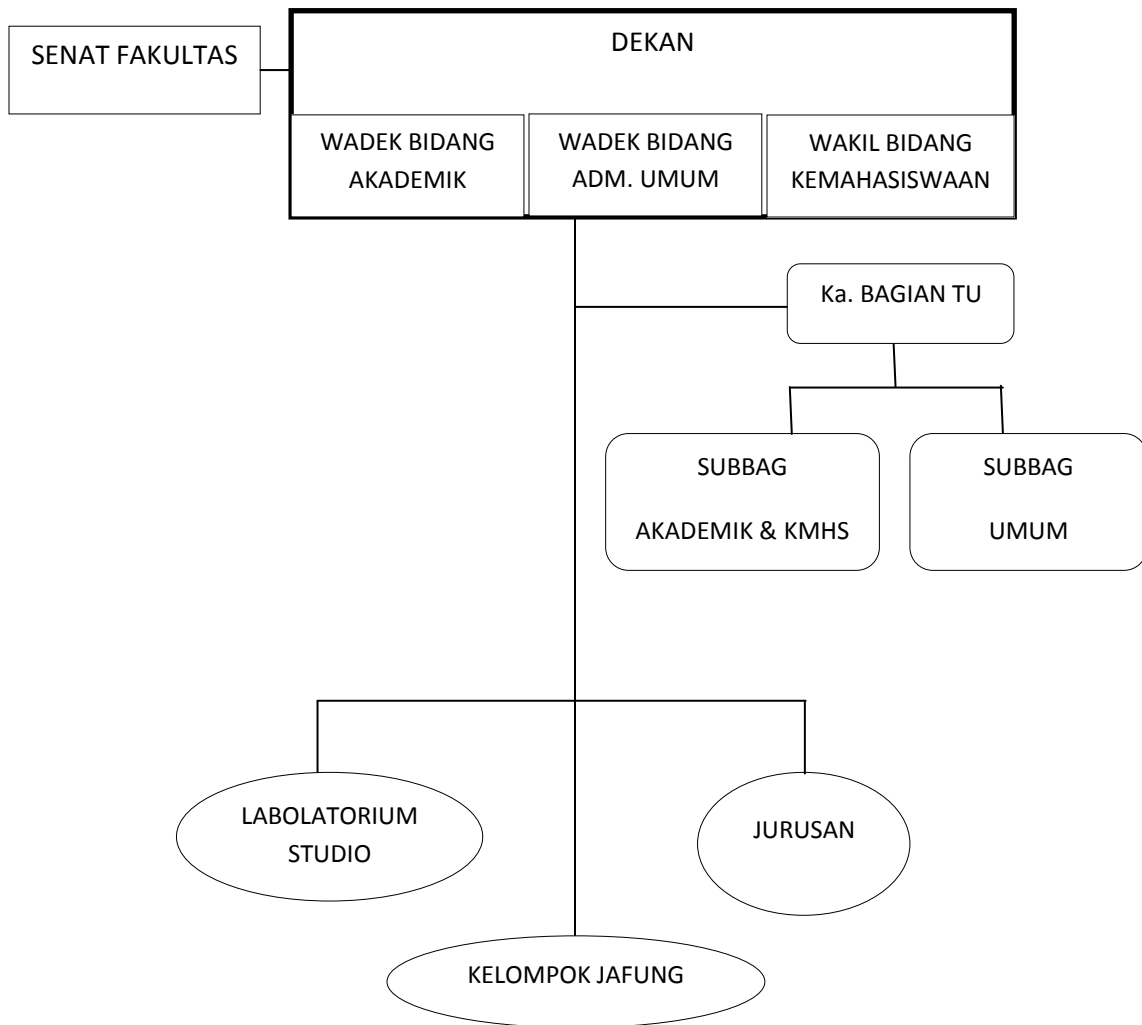 SENAT FAKULTAS
DEKAN
WADEK BIDANG
AKADEMIK
WADEK BIDANG
ADM. UMUM
WAKIL BIDANG
KEMAHASISWAAN
Ka. BAGIAN TU
SUBBAG
AKADEMIK & KMHS
SUBBAG
UMUM
LABOLATORIUM
STUDIO
JURUSAN
KELOMPOK JAFUNG